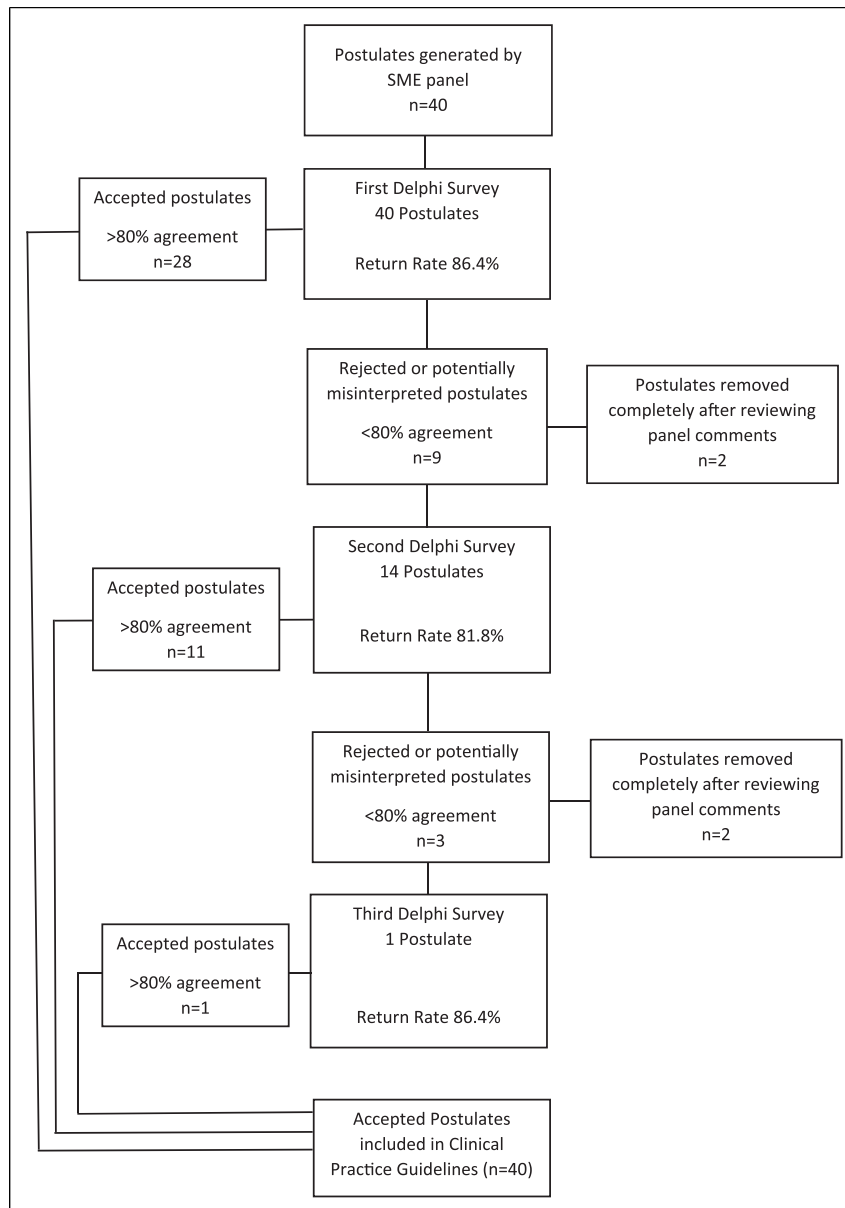 Postulates generated by
SME panel
n=40
First Delphi Survey
40 Postulates
Return Rate 86.4%
Accepted postulates
>80% agreement
n=28
Rejected or potentially
misinterpreted postulates
<80% agreement
n=9
Postulates removed
completely after reviewing
panel comments
n=2
Second Delphi Survey
14 Postulates
Return Rate 81.8%
Accepted postulates
>80% agreement
n=11
Rejected or potentially
misinterpreted postulates
<80% agreement
n=3
Postulates removed
completely after reviewing
panel comments
n=2
Third Delphi Survey
1 Postulate
Return Rate 86.4%
Accepted postulates
>80% agreement
n=1
Accepted Postulates
included in Clinical
Practice Guidelines (n=40)